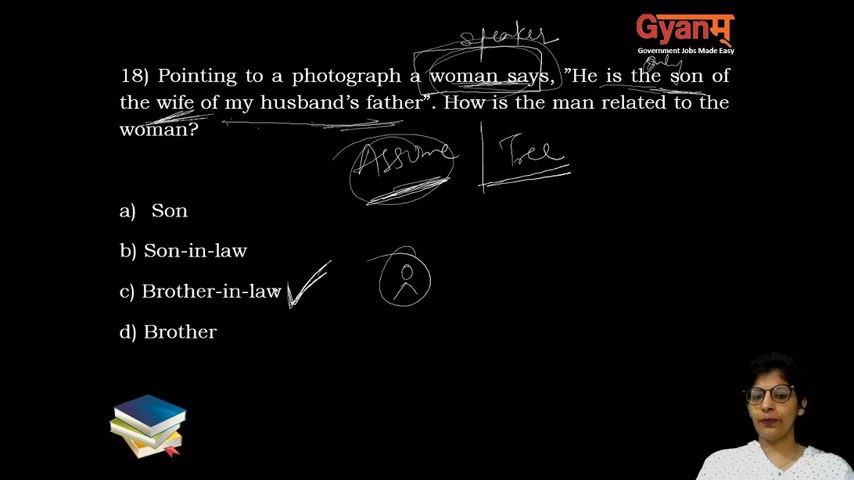 speaker
Gyanम्
Government Jobs Made Easy
only
18) Pointing to a photograph a woman says, ”He is the son of
the wife of my husband’s father”. How is the man related to the
woman?
Assume | Tree
a) Son
b) Son-in-law
c) Brother-in-law
d) Brother